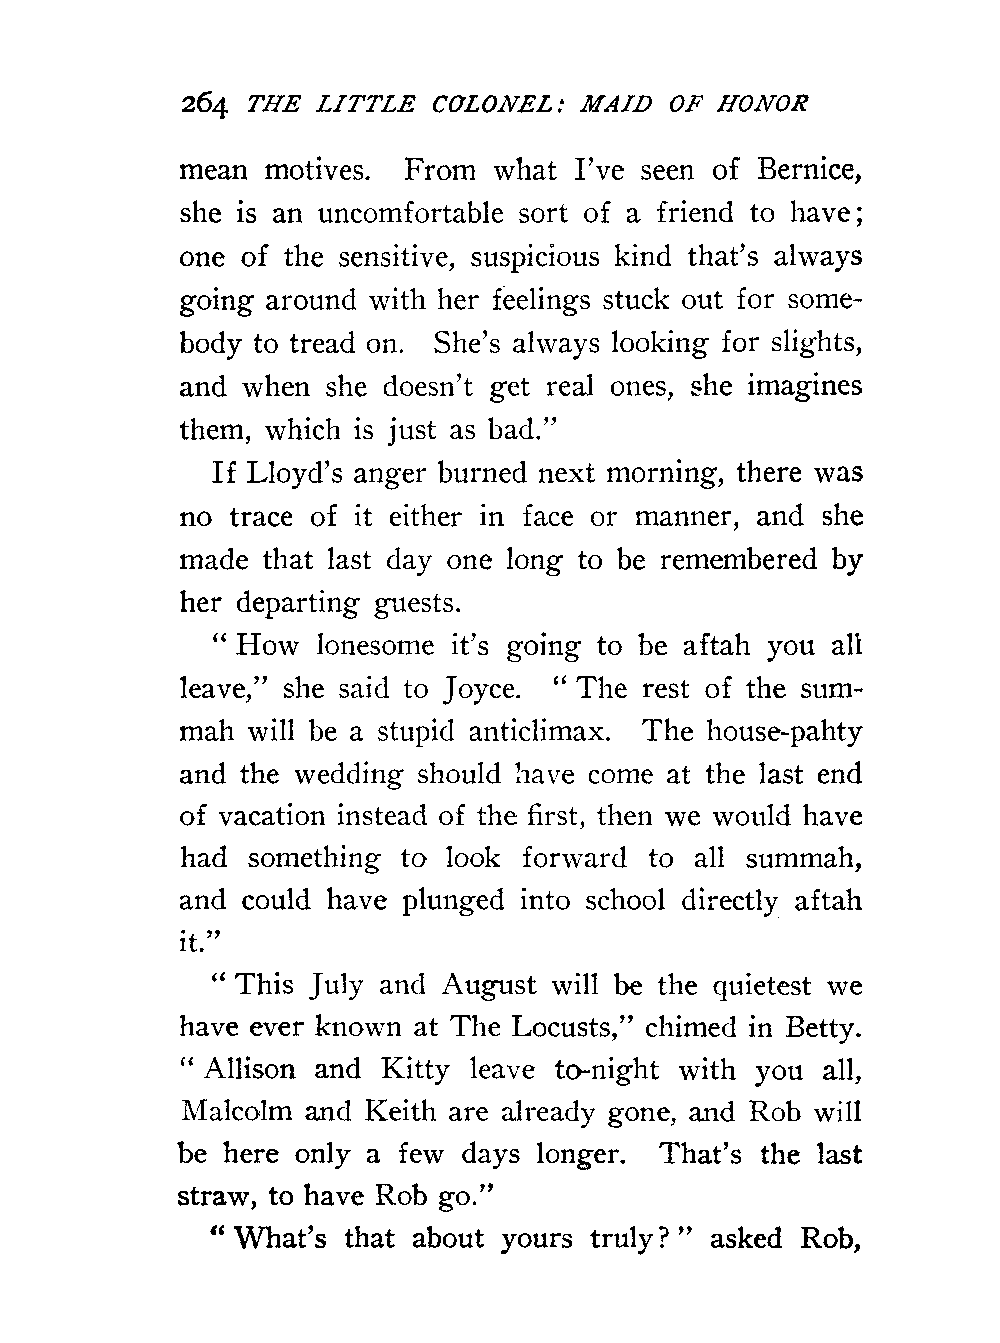 264 THE LITTLE COLONEL: MAID OF HONOR
mean motives. From what I've seen of Bernice,
she is an uncomfortable sort of a friend to have;
one of the sensitive, suspicious kind that's always
going around with her feelings stuck out for some-
body to tread on. She's always looking for slights,
and when she doesn't get real ones, she imagines
them, which is just as bad."
If Lloyd's anger burned next morning, there was
no trace of it either in face or manner, and she
made that last day one long to be remembered by
her departing guests.
" How lonesome it's going to be aftah you all
leave," she said to Joyce. " The rest of the sum-
mah will be a stupid anticlimax. The house-pahty
and the wedding should have come at the last end
of vacation instead of the first, then we would have
had something to look forward to all summah,
and could have plunged into school directly aftah
it."
" This July and August will be the quietest we
have ever known at The Locusts," chimed in Betty.
" Allison and Kitty leave to-night with you all,
Malcolm and Keith are already gone, and Rob will
be here only a few days longer. That's the last
straw, to have Rob go."
" What's that about yours truly? " asked Rob,